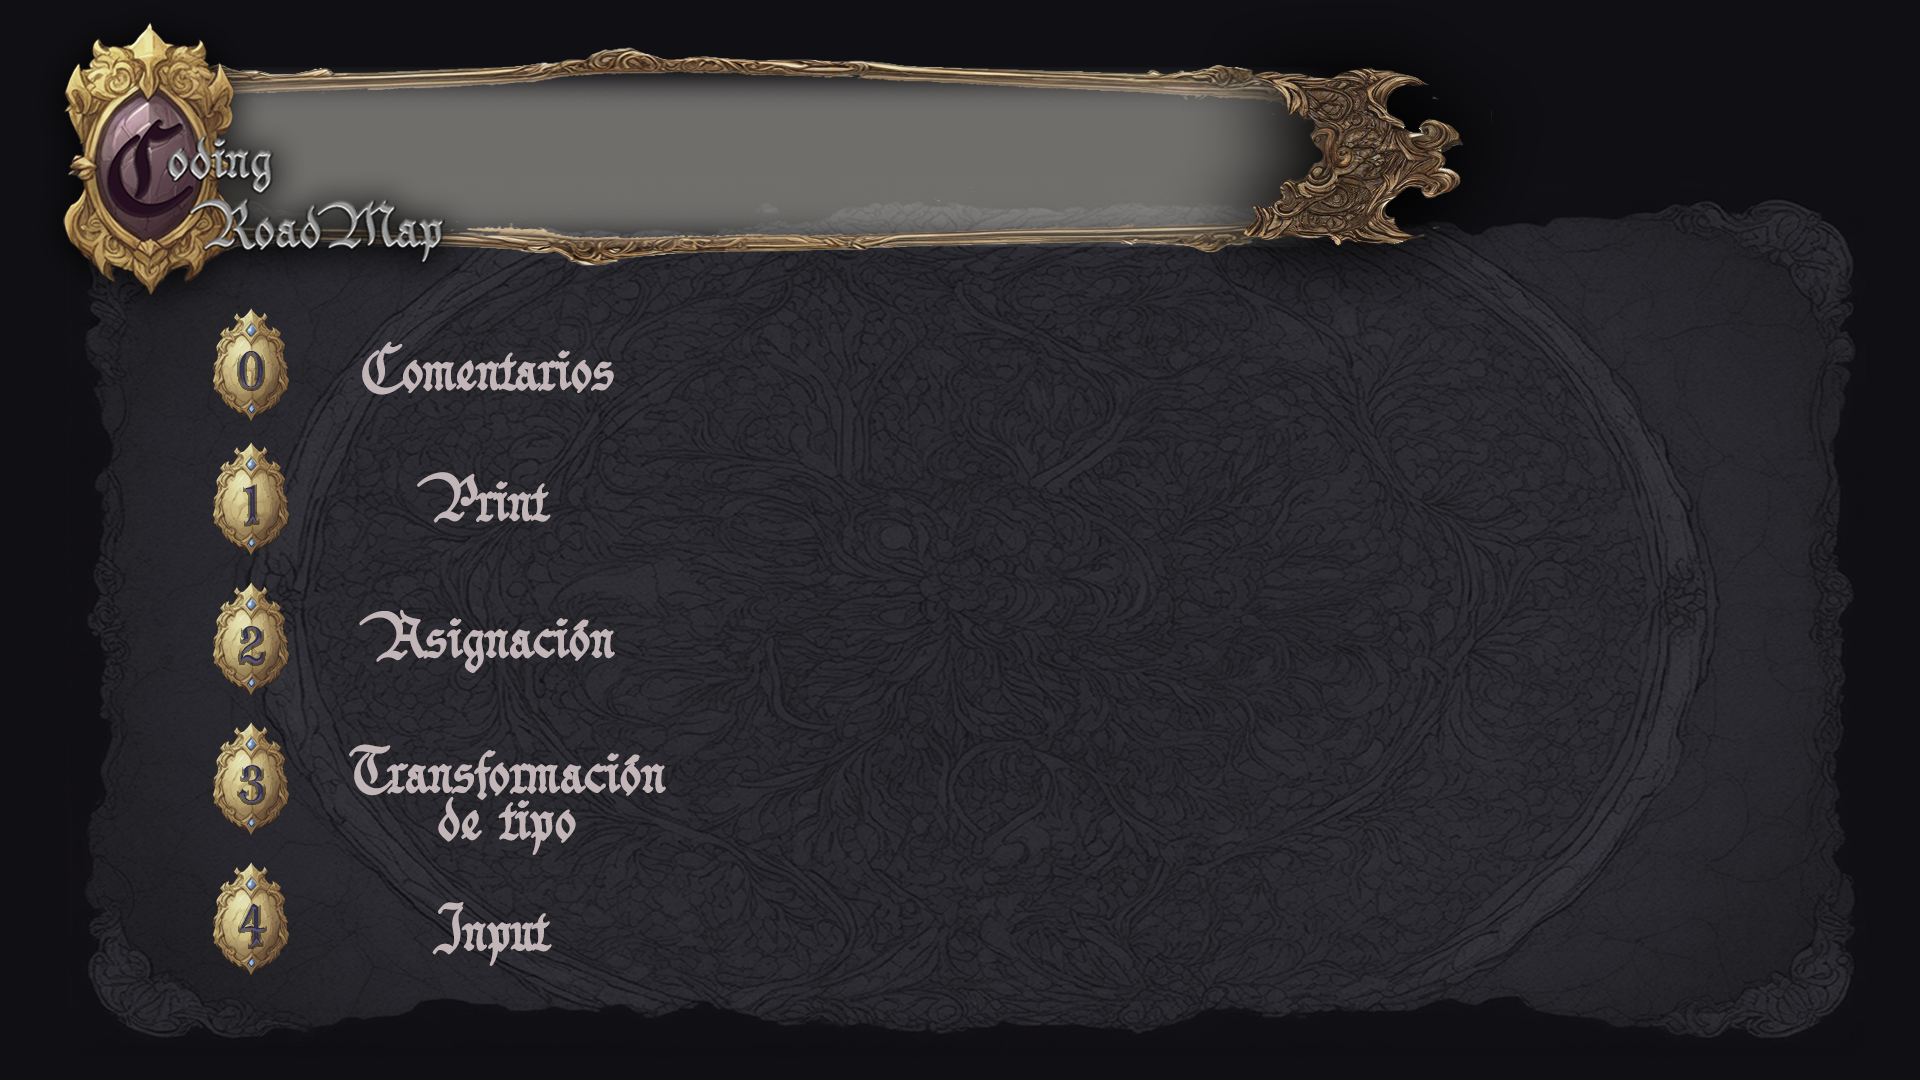 Coding
RoadMap
0 Comentarios
1 Print
2 Asignación
3 Transformación
de tipo
4 Input